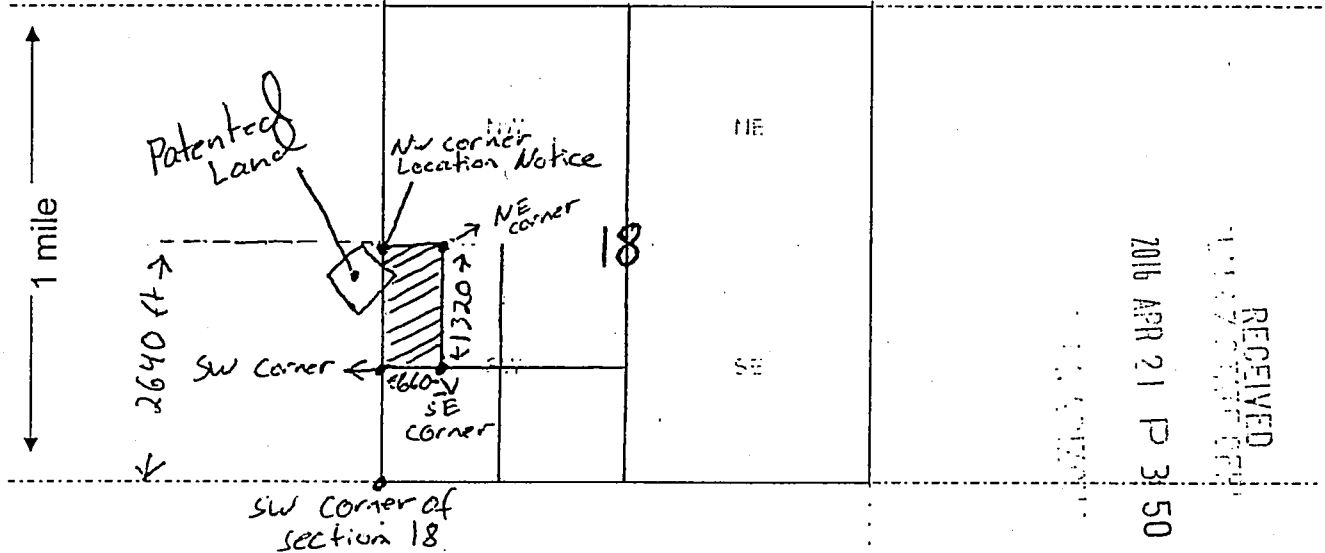 1 mile
Patented
Land
NW corner
Location Notice
NE
NE
corner
18
2640 ft
1320
SW Corner
660
SE
corner
SE
SW corner of
section 18
RECEIVED
2016 APR 21 P 3:50